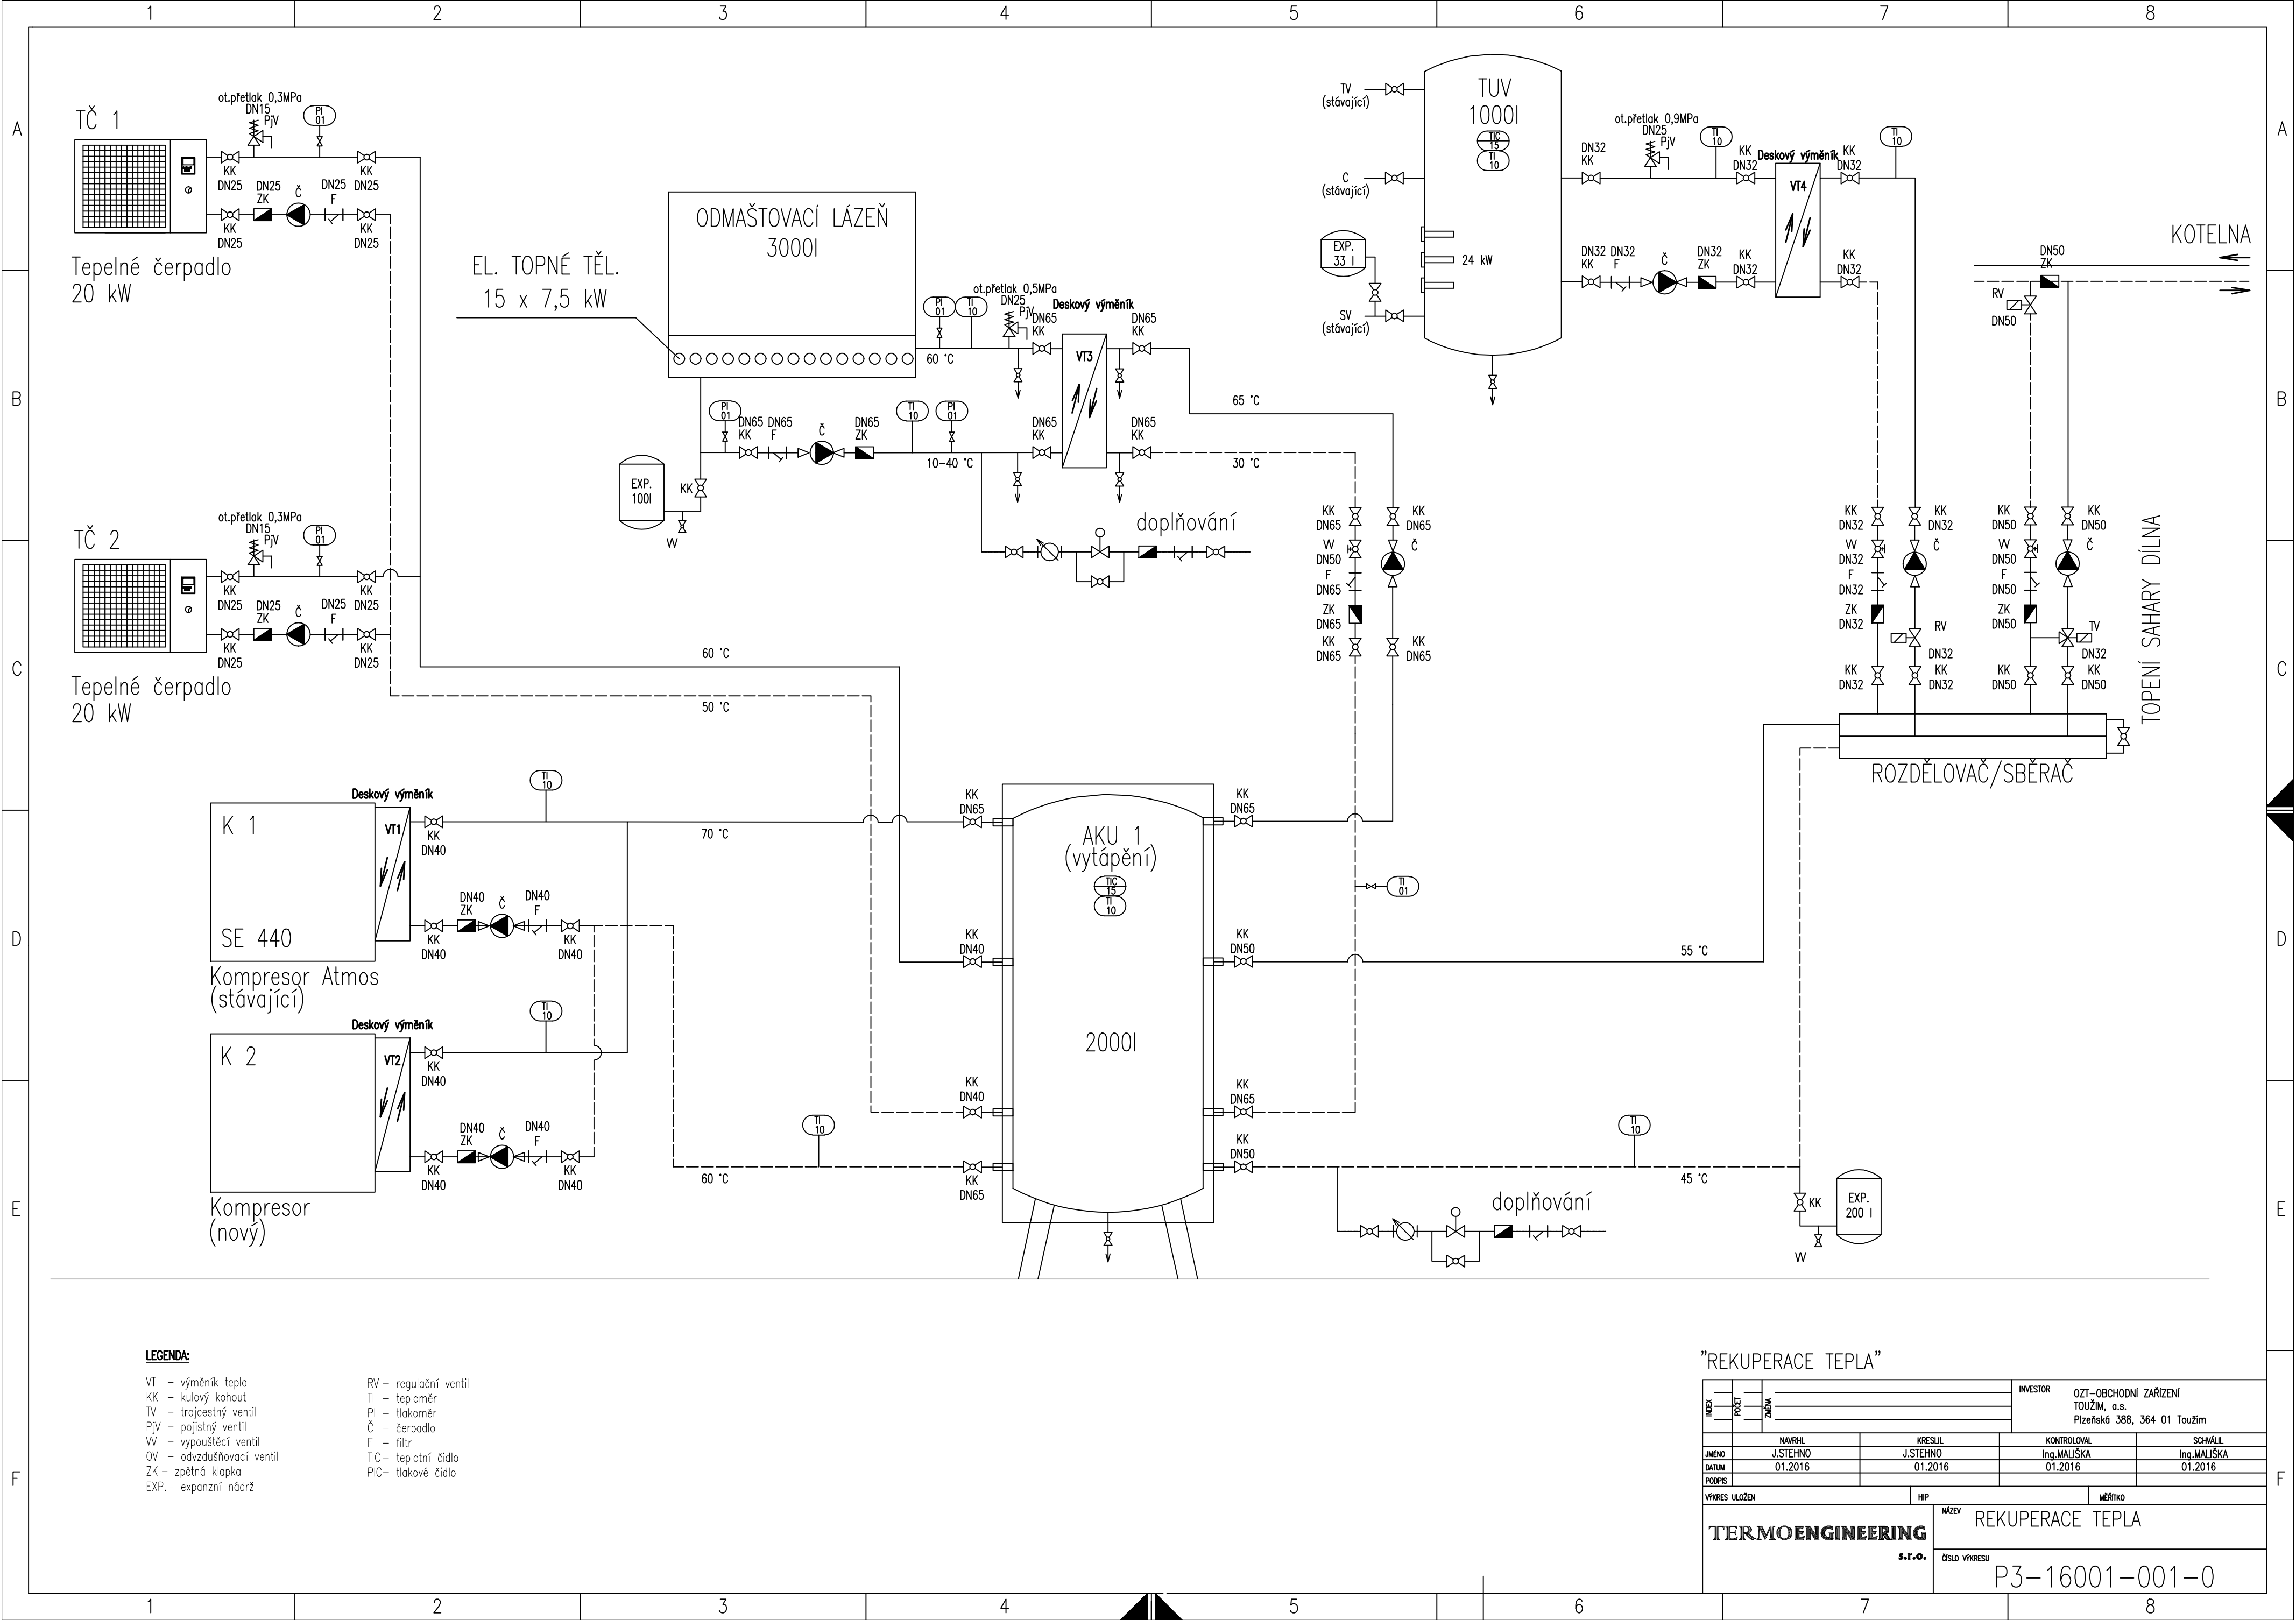 1 2 3 4 5 6 7 8
A
B
C
D
E
F
TČ 1
ot.přetlak 0,3MPa
DN15
PjV
PI
01
KK
DN25
KK
DN25
DN25
ZK
Č
DN25
F
KK
DN25
KK
DN25
Tepelné čerpadlo
20 kW
TČ 2
ot.přetlak 0,3MPa
DN15
PjV
PI
01
KK
DN25
KK
DN25
DN25
ZK
Č
DN25
F
KK
DN25
KK
DN25
Tepelné čerpadlo
20 kW
60 °C
50 °C
EL. TOPNÉ TĚL.
15 x 7,5 kW
ODMAŠTOVACÍ LÁZEŇ
3000l
PI
01
TI
10
ot.přetlak 0,5MPa
DN25
PjV
DN65
KK
Deskový výměník
VT3
DN65
KK
60 °C
65 °C
PI
01
DN65
KK
DN65
F
Č
DN65
ZK
TI
10
PI
01
10-40 °C
DN65
KK
DN65
KK
30 °C
EXP.
100l
KK
VV
doplňování
KK
DN65
VV
DN50
F
DN65
ZK
DN65
KK
DN65
KK
DN65
Č
KK
DN65
TV
(stávající)
C
(stávající)
EXP.
33 l
SV
(stávající)
TUV
1000l
TIC
15
TI
10
24 kW
DN32
KK
ot.přetlak 0,9MPa
DN25
PjV
TI
10
KK
DN32
Deskový výměník
VT4
KK
DN32
TI
10
DN32
KK
DN32
F
Č
DN32
ZK
KK
DN32
KK
DN32
KOTELNA
DN50
ZK
RV
DN50
KK
DN32
VV
DN32
F
DN32
ZK
DN32
KK
DN32
KK
DN32
Č
RV
DN32
KK
DN32
KK
DN50
VV
DN50
F
DN50
ZK
DN50
KK
DN50
KK
DN50
Č
TV
DN32
KK
DN50
TOPENÍ SAHARY DÍLNA
ROZDĚLOVAČ/SBĚRAČ
K 1
SE 440
Deskový výměník
VT1
KK
DN40
TI
10
70 °C
KK
DN40
DN40
ZK
Č
DN40
F
KK
DN40
Kompresor Atmos
(stávající)
K 2
Deskový výměník
VT2
KK
DN40
TI
10
KK
DN40
DN40
ZK
Č
DN40
F
KK
DN40
Kompresor
(nový)
TI
10
60 °C
KK
DN65
KK
DN40
KK
DN40
KK
DN65
AKU 1
(vytápění)
TIC
15
TI
10
2000l
KK
DN65
KK
DN50
KK
DN65
KK
DN50
TI
01
55 °C
TI
10
45 °C
doplňování
KK
VV
EXP.
200 l
LEGENDA:
VT – výměník tepla
KK – kulový kohout
TV – trojcestný ventil
PjV – pojistný ventil
VV – vypouštěcí ventil
OV – odvzdušňovací ventil
ZK – zpětná klapka
EXP.– expanzní nádrž
RV – regulační ventil
TI – teploměr
PI – tlakoměr
Č – čerpadlo
F – filtr
TIC– teplotní čidlo
PIC– tlakové čidlo
"REKUPERACE TEPLA"
INDEX
POČET
ZMĚNA
INVESTOR
OZT–OBCHODNÍ ZAŘÍZENÍ
TOUŽIM, a.s.
Plzeňská 388, 364 01 Toužim
NAVRHL KRESLIL KONTROLOVAL SCHVÁLIL
JMÉNO J.STEHNO J.STEHNO Ing.MALIŠKA Ing.MALIŠKA
DATUM 01.2016 01.2016 01.2016 01.2016
PODPIS
VÝKRES ULOŽEN HIP MĚŘÍTKO
TERMOENGINEERING
s.r.o.
NÁZEV
REKUPERACE TEPLA
ČÍSLO VÝKRESU
P3–16001–001–0
1 2 3 4 5 6 7 8
A
B
C
D
E
F